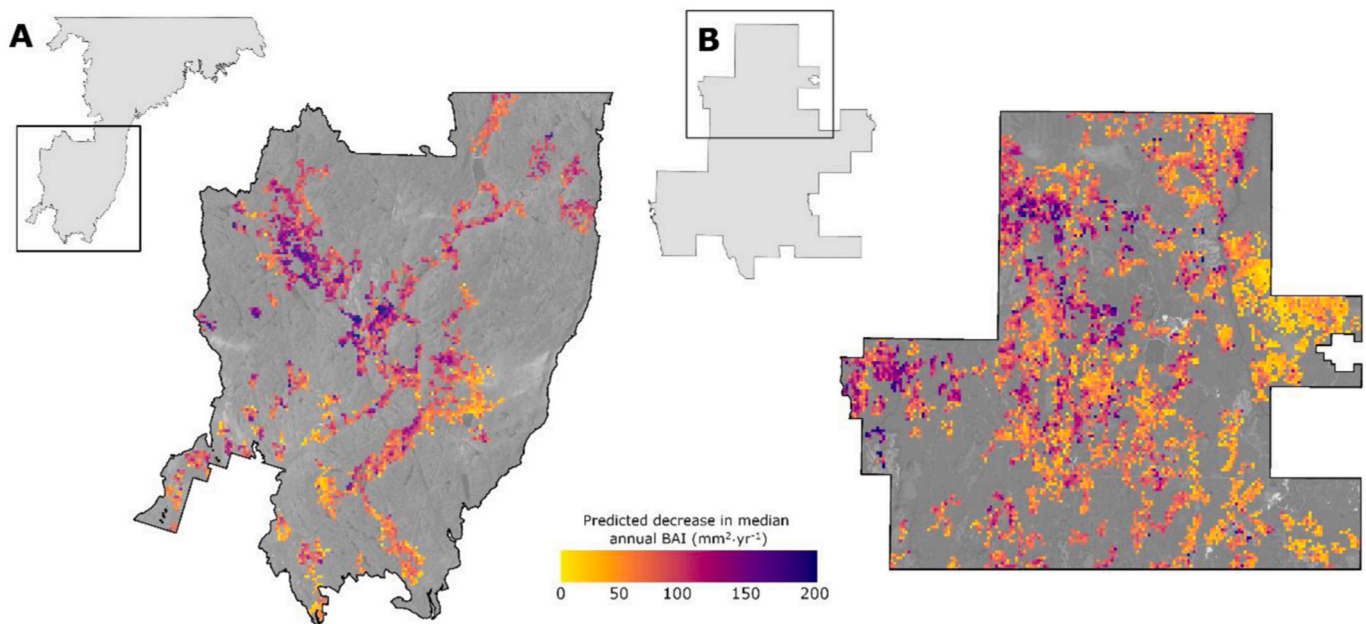 A
B
Predicted decrease in median
annual BAI (mm²·yr⁻¹)
0 50 100 150 200